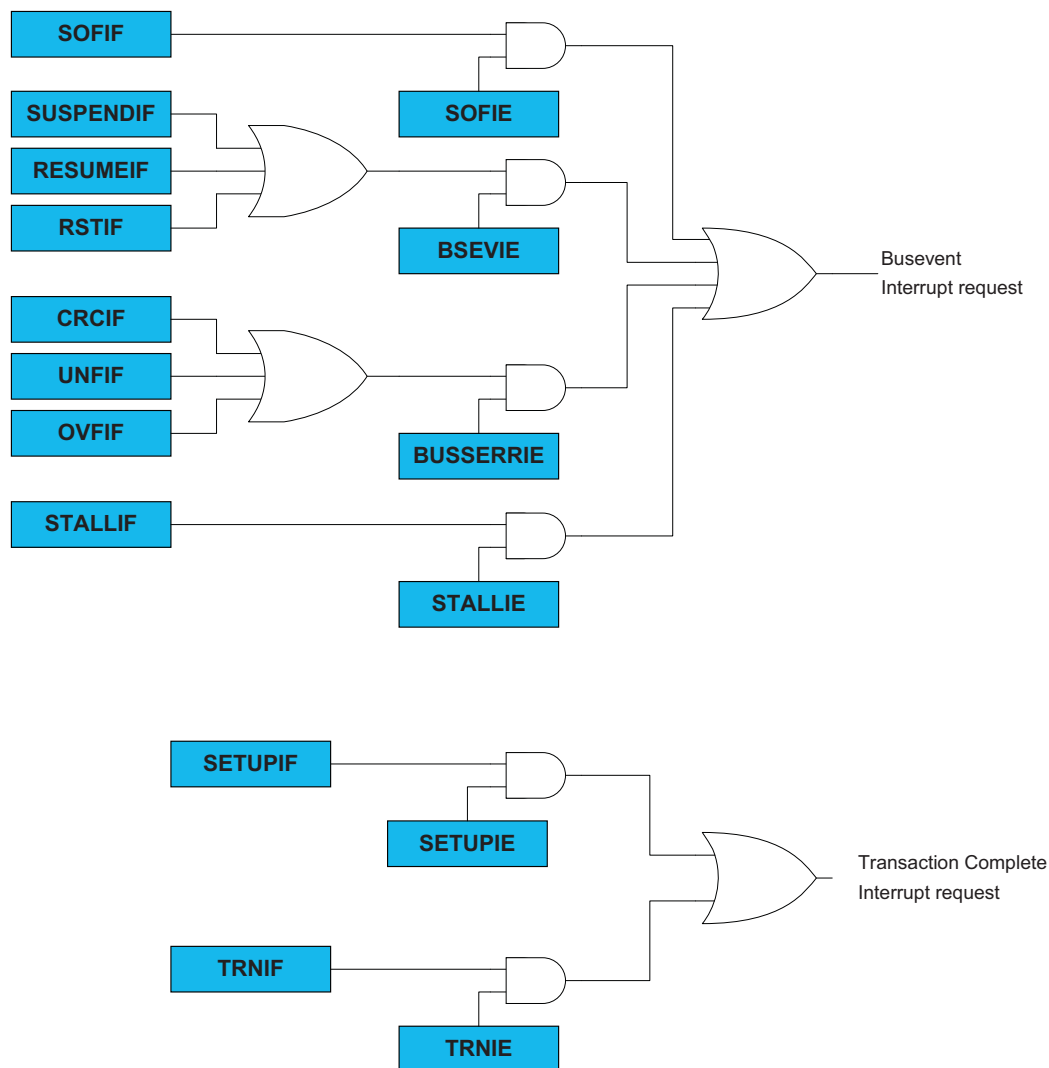 SOFIF
SOFIE
SUSPENDIF
RESUMEIF
RSTIF
BSEVIE
Busevent
Interrupt request
CRCIF
UNFIF
OVFIF
BUSSERRIE
STALLIF
STALLIE
SETUPIF
SETUPIE
Transaction Complete
Interrupt request
TRNIF
TRNIE